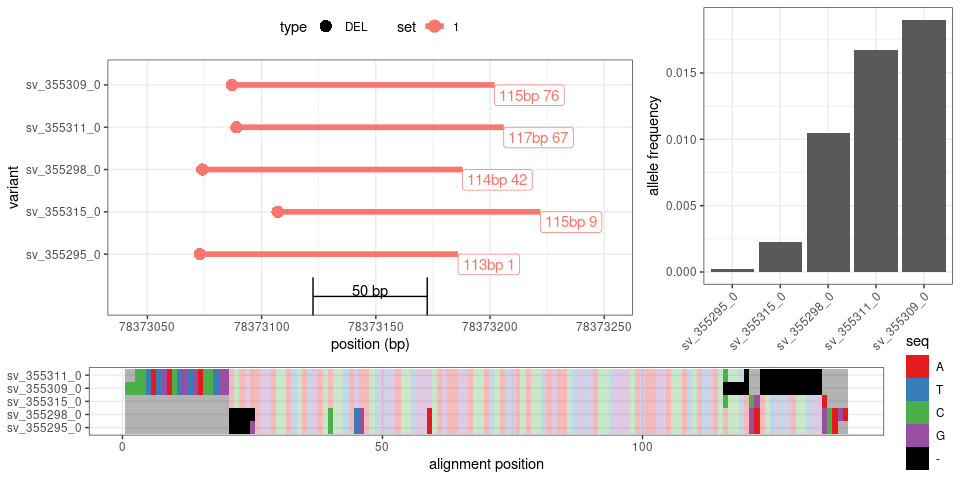 type DEL set 1
variant
sv_355309_0
sv_355311_0
sv_355298_0
sv_355315_0
sv_355295_0
115bp 76
117bp 67
114bp 42
115bp 9
113bp 1
50 bp
78373050 78373100 78373150 78373200 78373250
position (bp)
allele frequency
0.015
0.010
0.005
0.000
sv_355295_0
sv_355315_0
sv_355298_0
sv_355311_0
sv_355309_0
sv_355311_0
sv_355309_0
sv_355315_0
sv_355298_0
sv_355295_0
0 50 100
alignment position
seq
A
T
C
G
-